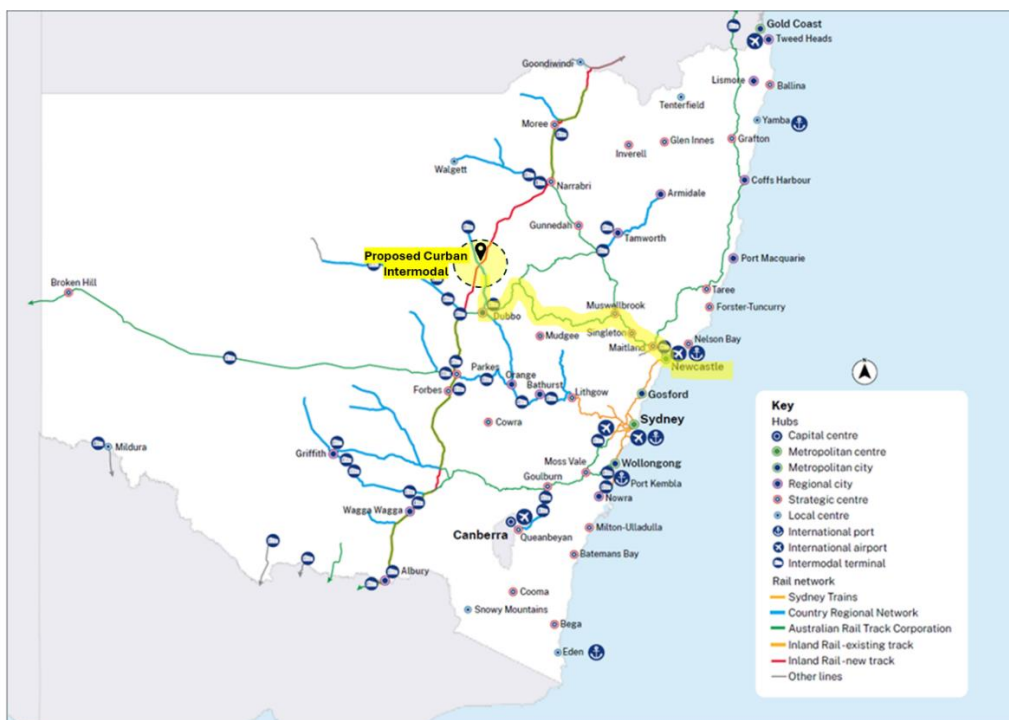 Gold Coast
Tweed Heads
Goondiwindi
Lismore
Ballina
Tenterfield
Yamba
Moree
Glen Innes
Grafton
Inverell
Walgett
Narrabri
Coffs Harbour
Armidale
Gunnedah
Tamworth
Proposed Curban
Intermodal
Port Macquarie
Broken Hill
Taree
Muswellbrook
Forster-Tuncurry
Dubbo
Singleton
Mudgee
Nelson Bay
Maitland
Newcastle
Parkes
Orange
Bathurst
Lithgow
Forbes
Gosford
Cowra
Sydney
Mildura
Griffith
Moss Vale
Wollongong
Goulburn
Port Kembla
Nowra
Wagga Wagga
Canberra
Queanbeyan
Milton-Ulladulla
Batemans Bay
Albury
Cooma
Snowy Mountains
Bega
Eden
N
Key
Hubs
Capital centre
Metropolitan centre
Metropolitan city
Regional city
Strategic centre
Local centre
International port
International airport
Intermodal terminal
Rail network
Sydney Trains
Country Regional Network
Australian Rail Track Corporation
Inland Rail-existing track
Inland Rail-new track
Other lines